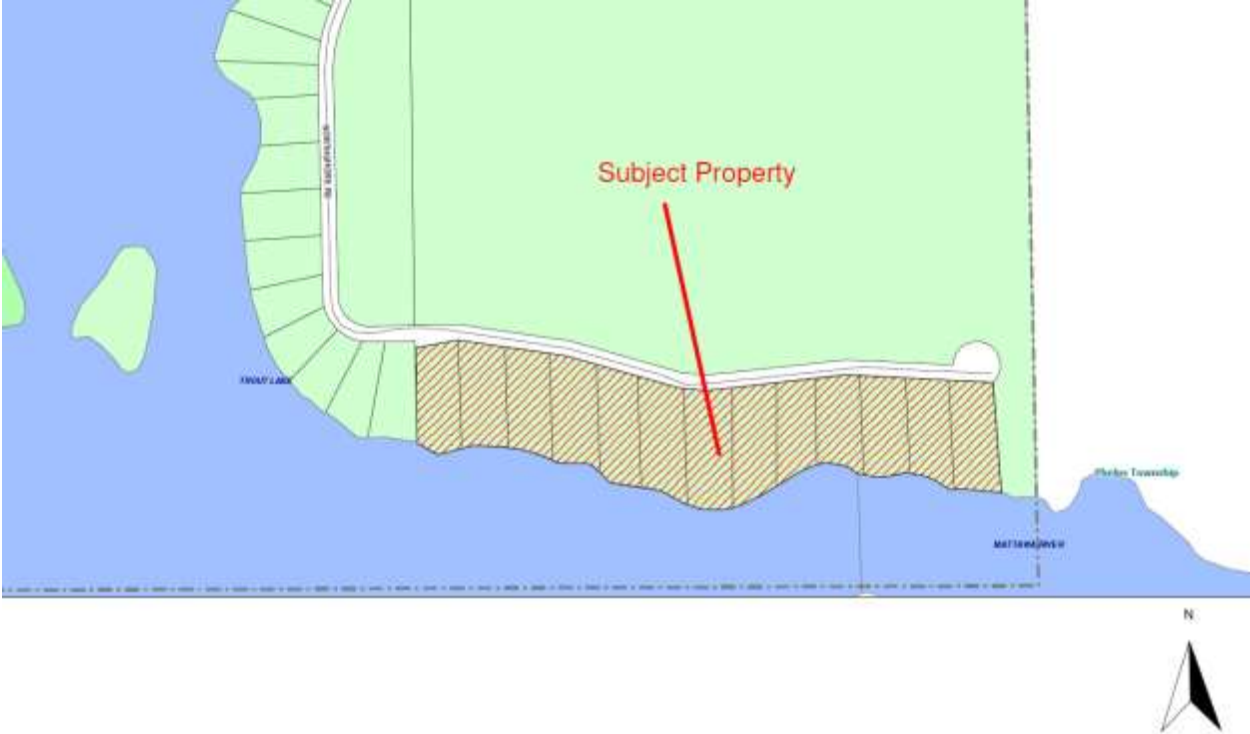 Subject Property
TROUT LAKE
Phelps Township
MATTAWA RIVER
N